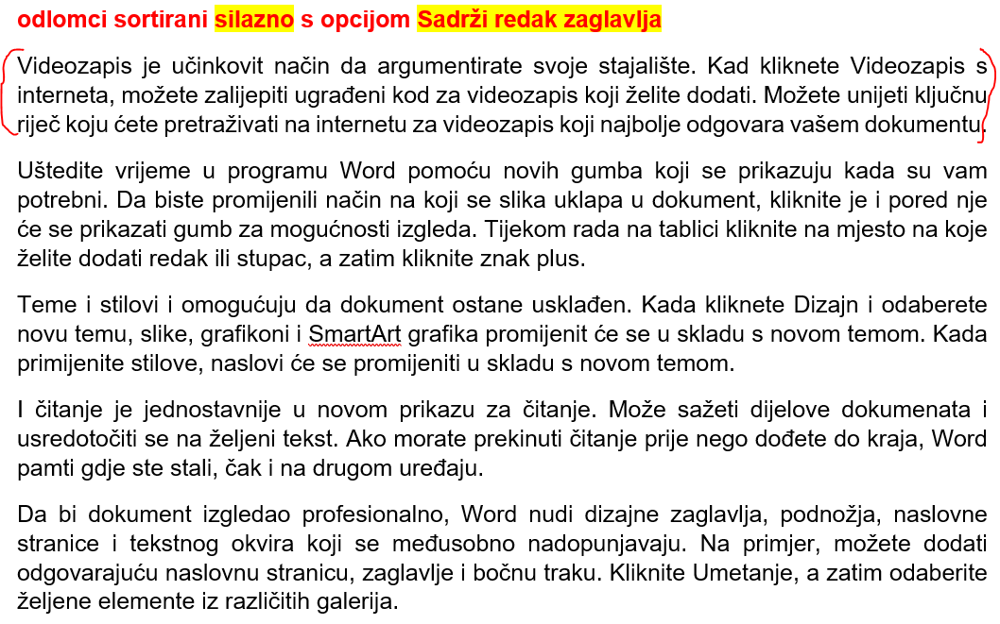 odlomci sortirani silazno s opcijom Sadrži redak zaglavlja
Videozapis je učinkovit način da argumentirate svoje stajalište. Kad kliknete Videozapis s
interneta, možete zalijepiti ugrađeni kod za videozapis koji želite dodati. Možete unijeti ključnu
riječ koju ćete pretraživati na internetu za videozapis koji najbolje odgovara vašem dokumentu.
Uštedite vrijeme u programu Word pomoću novih gumba koji se prikazuju kada su vam
potrebni. Da biste promijenili način na koji se slika uklapa u dokument, kliknite je i pored nje
će se prikazati gumb za mogućnosti izgleda. Tijekom rada na tablici kliknite na mjesto na koje
želite dodati redak ili stupac, a zatim kliknite znak plus.
Teme i stilovi i omogućuju da dokument ostane usklađen. Kada kliknete Dizajn i odaberete
novu temu, slike, grafikoni i SmartArt grafika promijenit će se u skladu s novom temom. Kada
primijenite stilove, naslovi će se promijeniti u skladu s novom temom.
I čitanje je jednostavnije u novom prikazu za čitanje. Može sažeti dijelove dokumenata i
usredotočiti se na željeni tekst. Ako morate prekinuti čitanje prije nego dođete do kraja, Word
pamti gdje ste stali, čak i na drugom uređaju.
Da bi dokument izgledao profesionalno, Word nudi dizajne zaglavlja, podnožja, naslovne
stranice i tekstnog okvira koji se međusobno nadopunjavaju. Na primjer, možete dodati
odgovarajuću naslovnu stranicu, zaglavlje i bočnu traku. Kliknite Umetanje, a zatim odaberite
željene elemente iz različitih galerija.